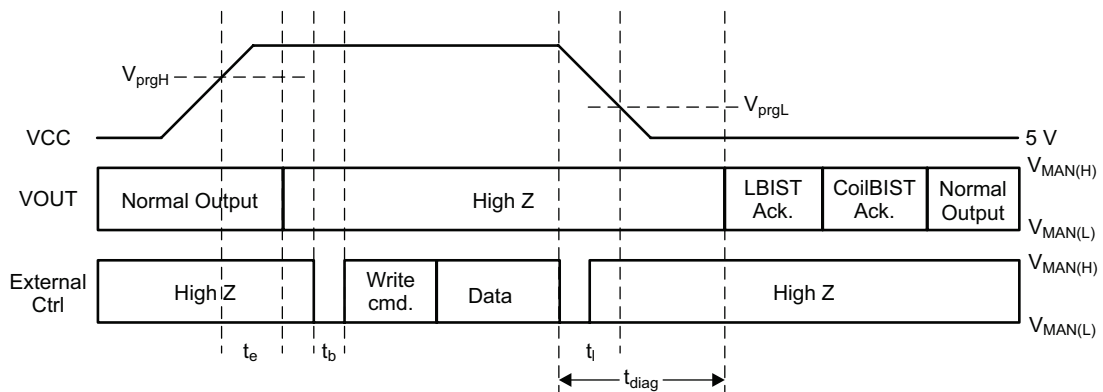 VprgH
VprgL
VCC
5 V
VMAN(H)
VOUT
Normal Output
High Z
LBIST
Ack.
CoilBIST
Ack.
Normal
Output
VMAN(L)
VMAN(H)
External
Ctrl
High Z
Write
cmd.
Data
High Z
VMAN(L)
te
tb
tl
tdiag